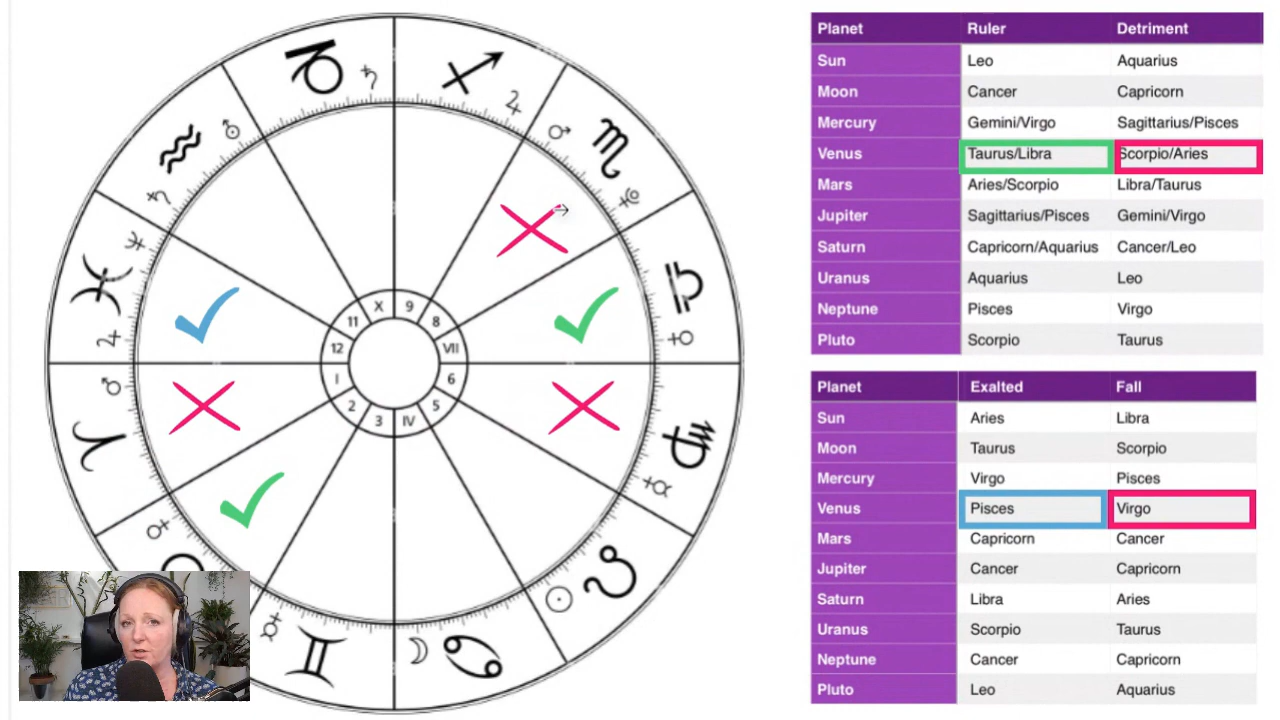 Planet Ruler Detriment
Sun Leo Aquarius
Moon Cancer Capricorn
Mercury Gemini/Virgo Sagittarius/Pisces
Venus Taurus/Libra Scorpio/Aries
Mars Aries/Scorpio Libra/Taurus
Jupiter Sagittarius/Pisces Gemini/Virgo
Saturn Capricorn/Aquarius Cancer/Leo
Uranus Aquarius Leo
Neptune Pisces Virgo
Pluto Scorpio Taurus
Planet Exalted Fall
Sun Aries Libra
Moon Taurus Scorpio
Mercury Virgo Pisces
Venus Pisces Virgo
Mars Capricorn Cancer
Jupiter Cancer Capricorn
Saturn Libra Aries
Uranus Scorpio Taurus
Neptune Cancer Capricorn
Pluto Leo Aquarius
X 9
11 8
12 VII
I 6
2 5
3 IV